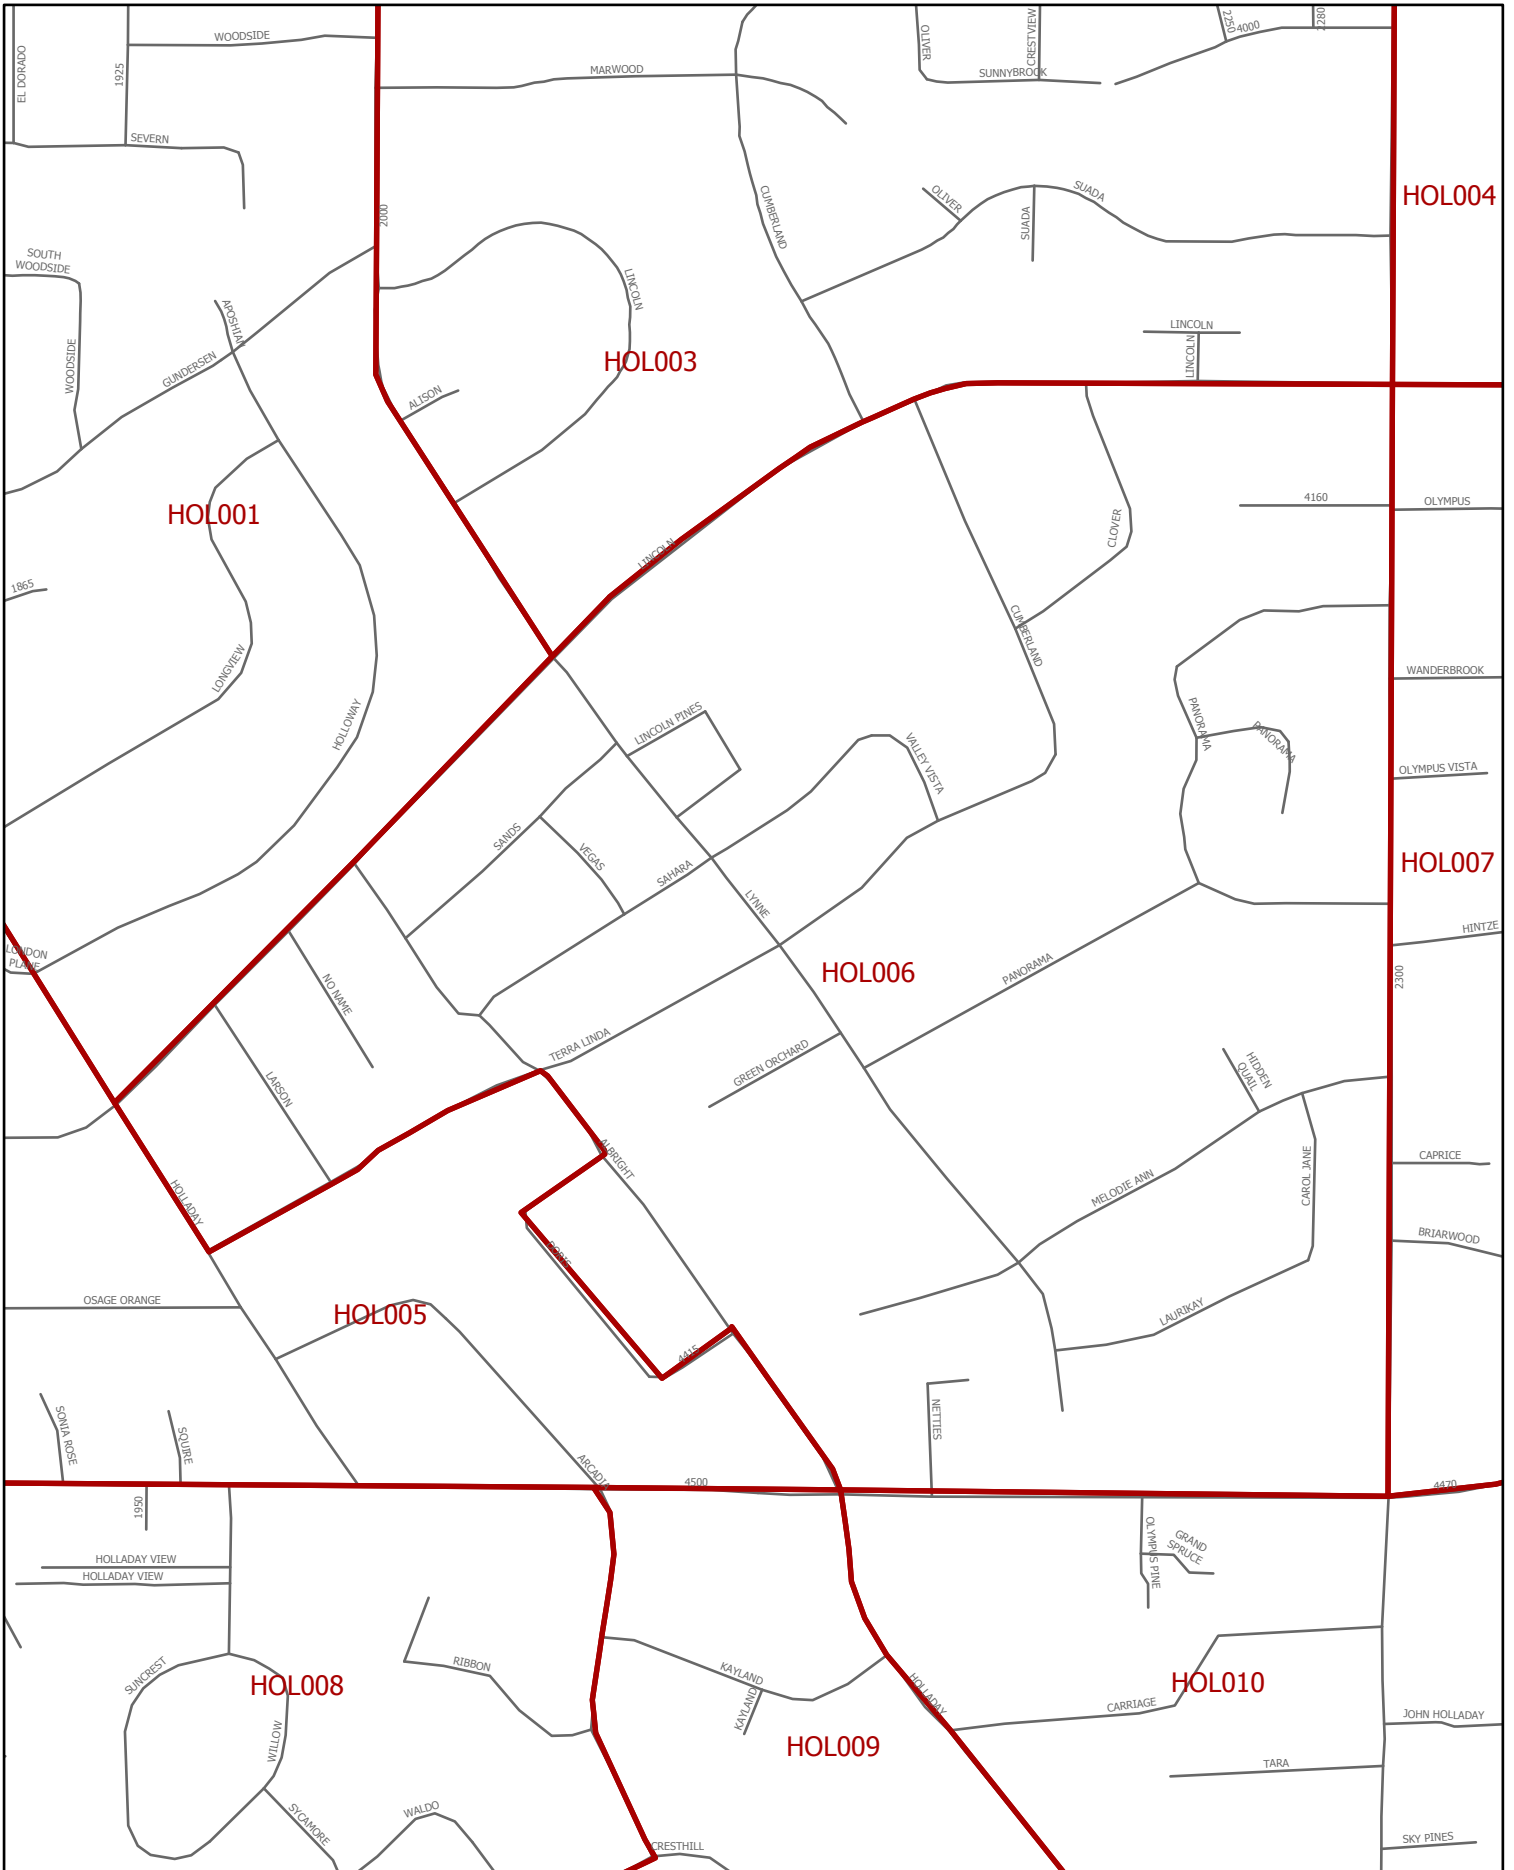 EL DORADO
1925
WOODSIDE
MARWOOD
OLIVER
CRESTVIEW
SUNNYBROOK
2250
4000
2280
SEVERN
2000
CUMBERLAND
OLIVER
SUADA
SUADA
HOL004
SOUTH
WOODSIDE
WOODSIDE
APOSHIAN
GUNDERSEN
LINCOLN
HOL003
ALISON
LINCOLN
LINCOLN
HOL001
LINCOLN
CLOVER
4160
OLYMPUS
1865
LONGVIEW
HOLLOWAY
CUMBERLAND
WANDERBROOK
LINCOLN PINES
PANORAMA
PANORAMA
VALLEY VISTA
OLYMPUS VISTA
SANDS
VEGAS
SAHARA
LYNNE
HOL007
LONDON
PLANE
NO NAME
HOL006
PANORAMA
HINTZE
2300
TERRA LINDA
GREEN ORCHARD
LARSON
HIDDEN
QUAIL
ALBRIGHT
MELODIE ANN
CAROL JANE
CAPRICE
HOLLADAY
DORIS
BRIARWOOD
OSAGE ORANGE
HOL005
LAURIKAY
4415
SONIA ROSE
SQUIRE
NETTIES
ARCADIA
4500
4470
1950
OLYMPUS PINE
GRAND
SPRUCE
HOLLADAY VIEW
HOLLADAY VIEW
SUNCREST
HOL008
RIBBON
KAYLAND
KAYLAND
HOLLADAY
HOL010
CARRIAGE
JOHN HOLLADAY
WILLOW
HOL009
TARA
SYCAMORE
WALDO
CRESTHILL
SKY PINES